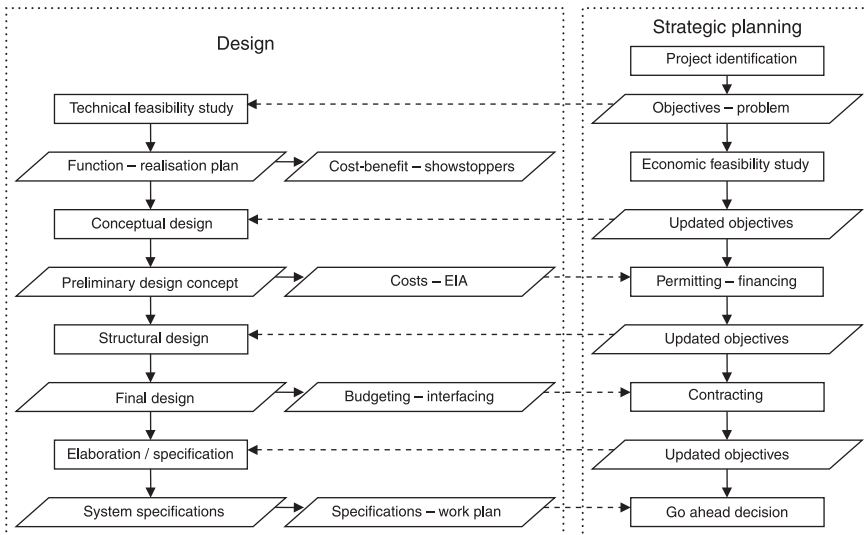 Design
Strategic planning
Project identification
Technical feasibility study
Objectives – problem
Function – realisation plan
Cost-benefit – showstoppers
Economic feasibility study
Conceptual design
Updated objectives
Preliminary design concept
Costs – EIA
Permitting – financing
Structural design
Updated objectives
Final design
Budgeting – interfacing
Contracting
Elaboration / specification
Updated objectives
System specifications
Specifications – work plan
Go ahead decision